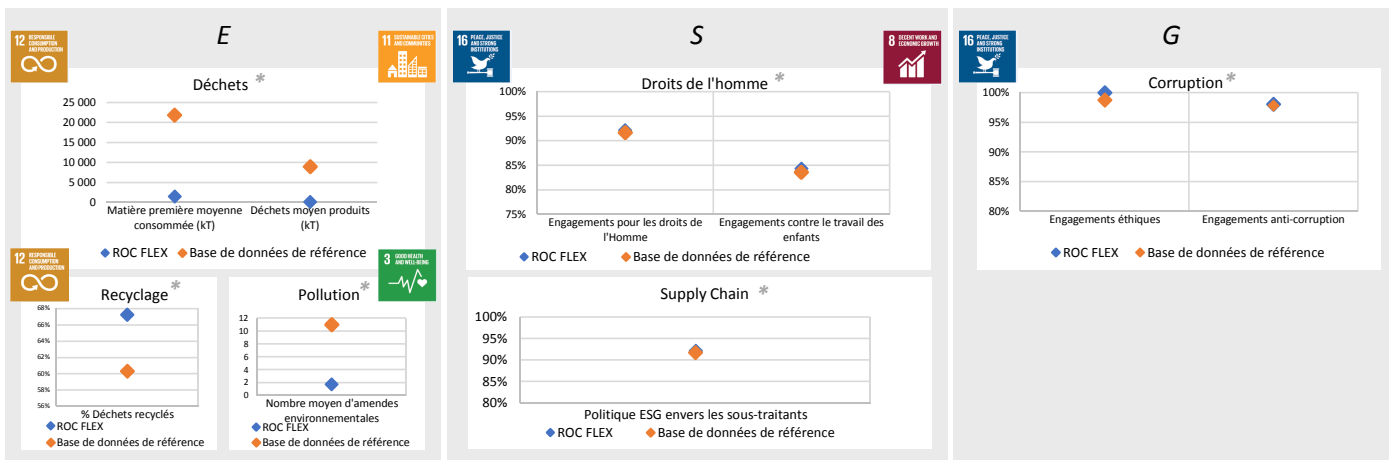 E
12 RESPONSIBLE
CONSUMPTION
AND PRODUCTION
11 SUSTAINABLE CITIES
AND COMMUNITIES
Déchets *
25 000
20 000
15 000
10 000
5 000
0
Matière première moyenne
consommée (kT)
Déchets moyen produits
(kT)
ROC FLEX
Base de données de référence
12 RESPONSIBLE
CONSUMPTION
AND PRODUCTION
Recyclage *
68%
66%
64%
62%
60%
58%
56%
% Déchets recyclés
ROC FLEX
Base de données de référence
3 GOOD HEALTH
AND WELL-BEING
Pollution *
12
10
8
6
4
2
0
Nombre moyen d'amendes
environnementales
ROC FLEX
Base de données de référence
S
16 PEACE, JUSTICE
AND STRONG
INSTITUTIONS
8 DECENT WORK AND
ECONOMIC GROWTH
Droits de l'homme *
100%
95%
90%
85%
80%
75%
Engagements pour les droits de
l'Homme
Engagements contre le travail des
enfants
ROC FLEX
Base de données de référence
Supply Chain *
100%
95%
90%
85%
80%
Politique ESG envers les sous-traitants
ROC FLEX
Base de données de référence
G
16 PEACE, JUSTICE
AND STRONG
INSTITUTIONS
Corruption *
100%
95%
90%
85%
80%
Engagements éthiques
Engagements anti-corruption
ROC FLEX
Base de données de référence